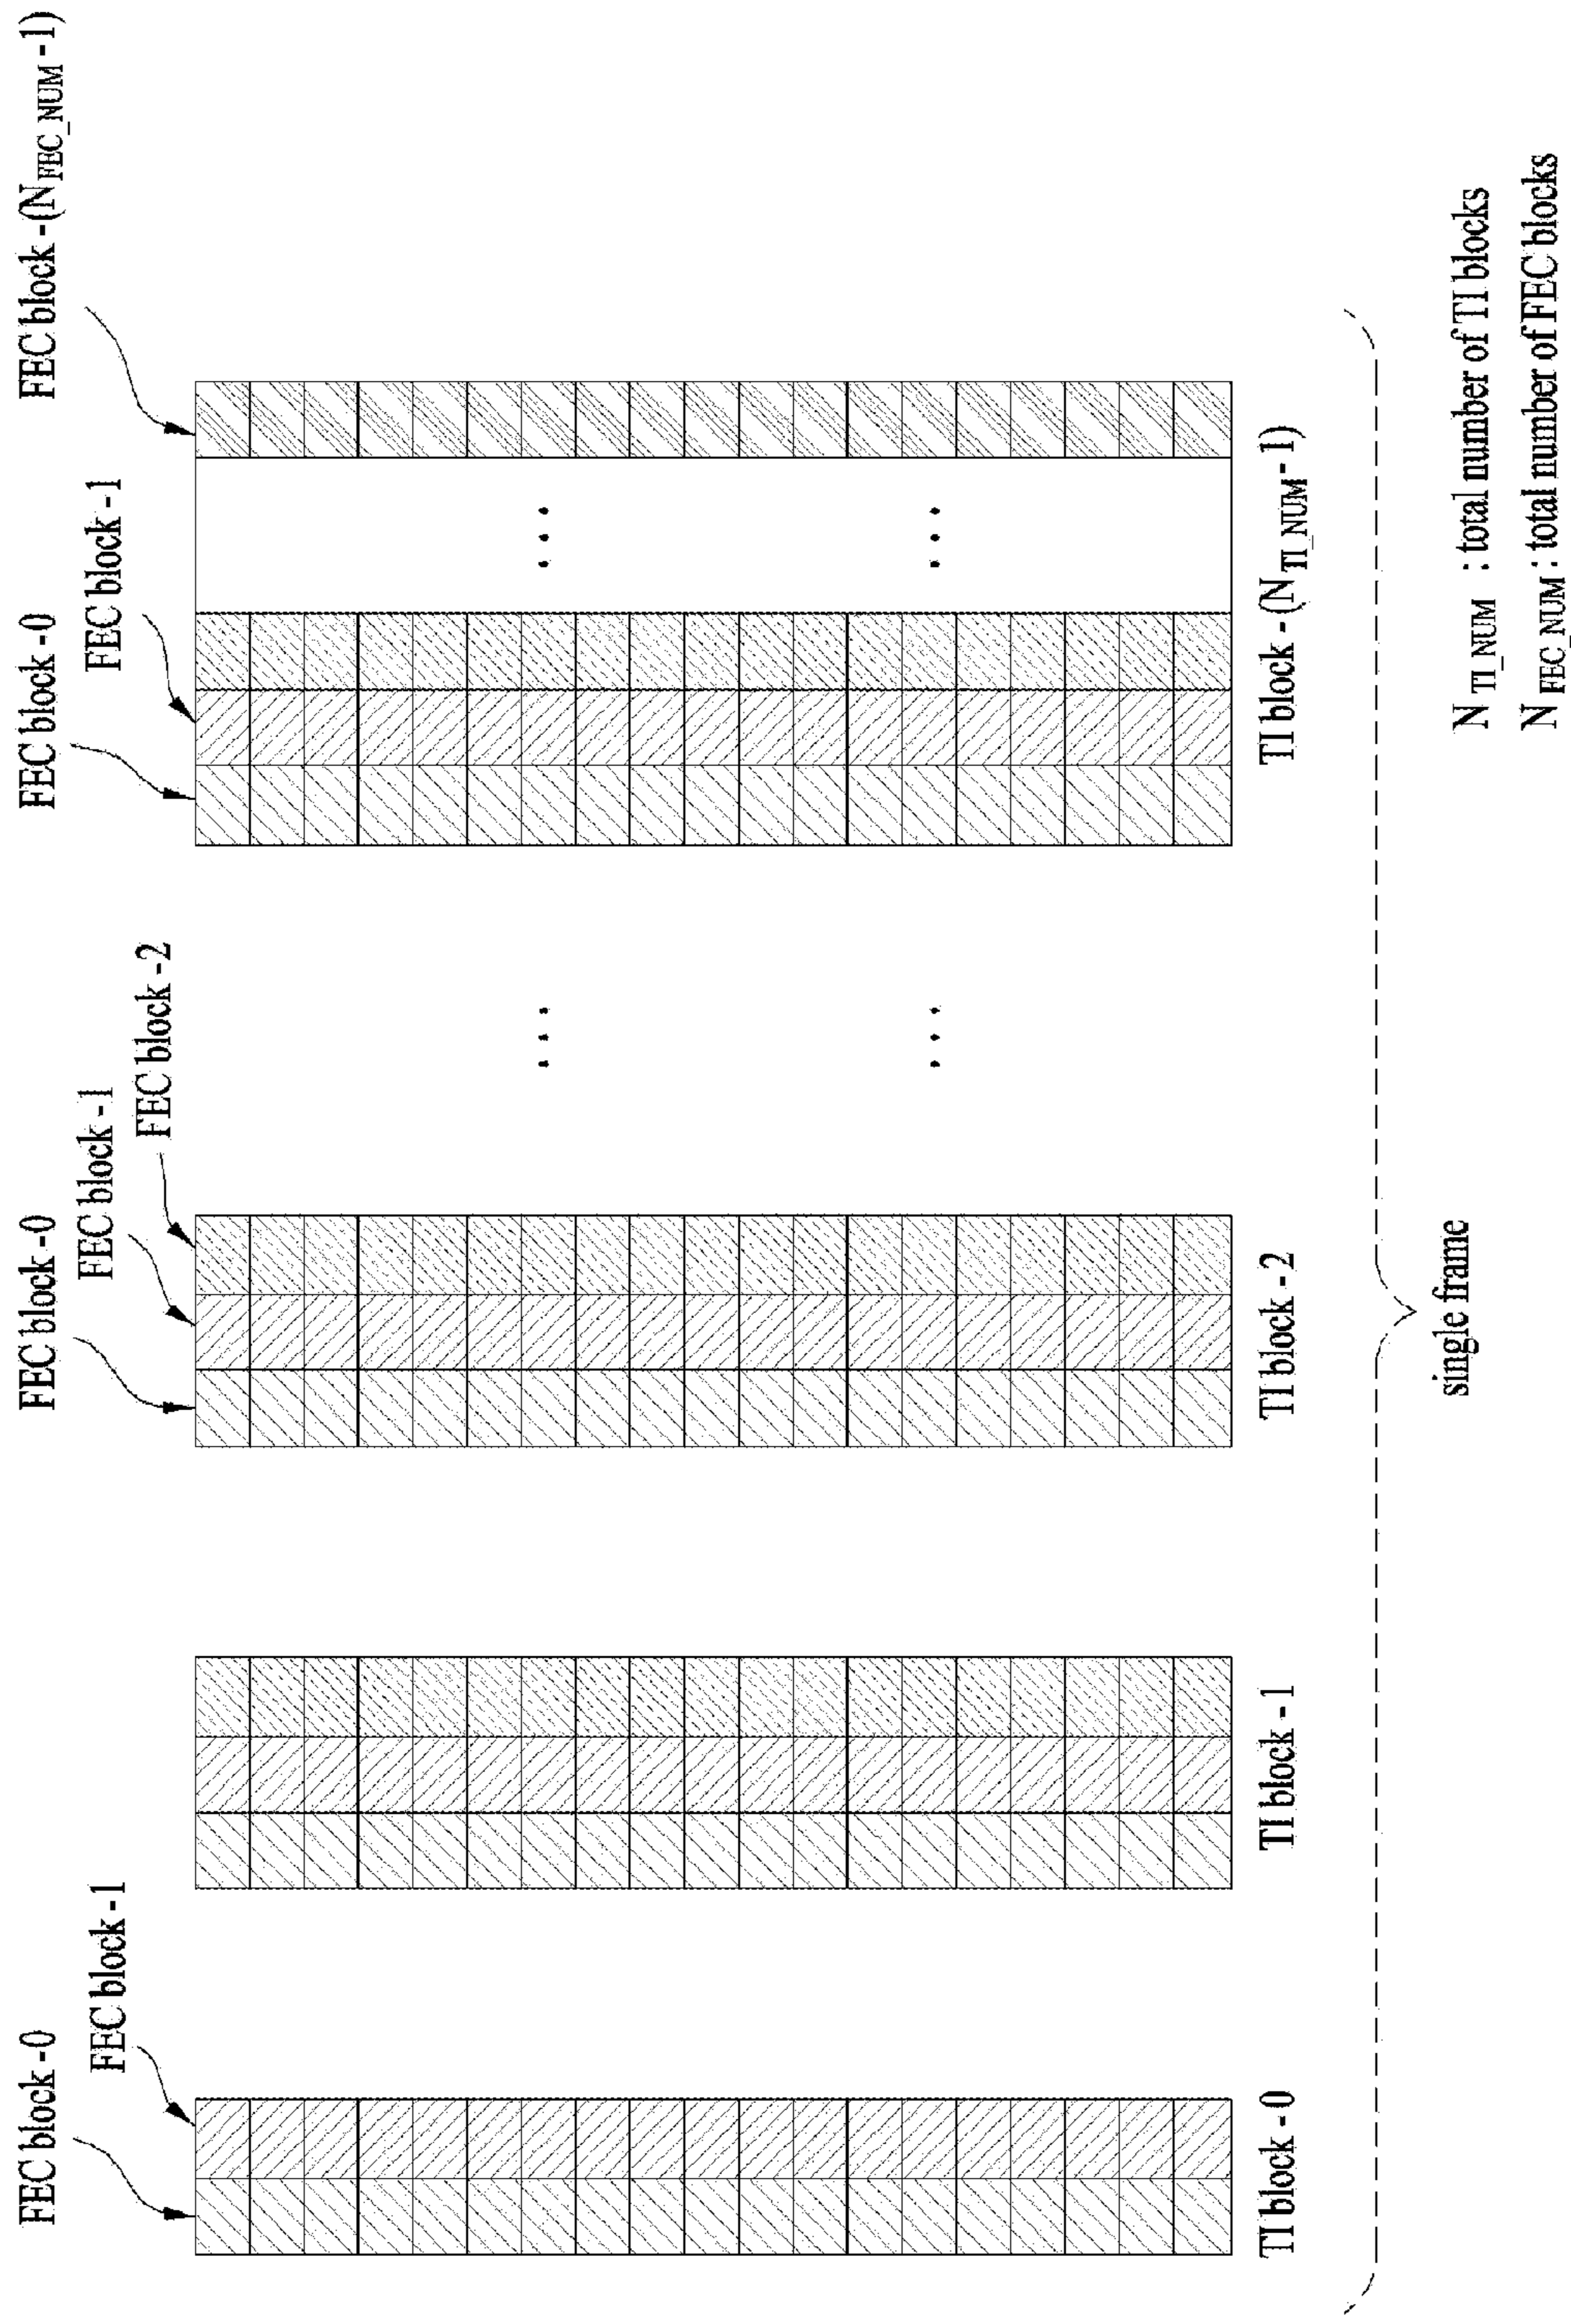 FEC block -0
FEC block -1
FEC block -0
FEC block -1
FEC block -2
FEC block -0
FEC block -1
FEC block -(N_FEC_NUM -1)
TI block -0
TI block -1
TI block -2
TI block -(N_TI_NUM -1)
single frame
N_TI_NUM : total number of TI blocks
N_FEC_NUM : total number of FEC blocks